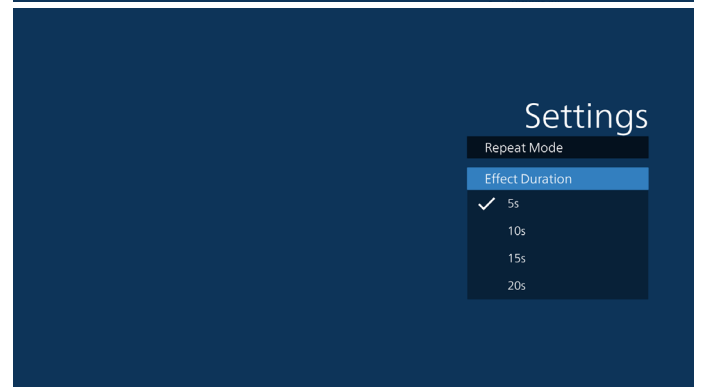 Settings
Repeat Mode
Effect Duration
5s
10s
15s
20s